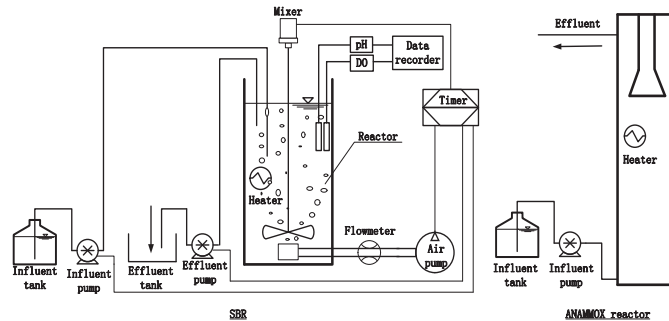 Mixer
Effluent
pH
DO
Data
recorder
Timer
Reactor
Heater
Heater
Flowmeter
Air
pump
Influent
tank
Influent
pump
Effluent
tank
Effluent
pump
Influent
tank
Influent
pump
SBR
ANAMMOX reactor